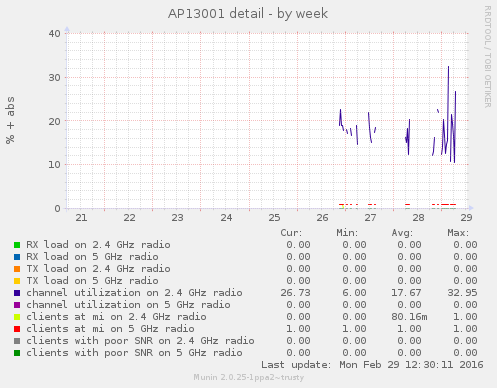 AP13001 detail - by week
RRDTOOL / TOBI OETIKER
% + abs
40
30
20
10
0
21 22 23 24 25 26 27 28 29
Cur: Min: Avg: Max:
RX load on 2.4 GHz radio 0.00 0.00 0.00 0.00
RX load on 5 GHz radio 0.00 0.00 0.00 0.00
TX load on 2.4 GHz radio 0.00 0.00 0.00 0.00
TX load on 5 GHz radio 0.00 0.00 0.00 0.00
channel utilization on 2.4 GHz radio 26.73 6.00 17.67 32.95
channel utilization on 5 GHz radio 0.00 0.00 0.00 0.00
clients at mi on 2.4 GHz radio 0.00 0.00 80.16m 1.00
clients at mi on 5 GHz radio 1.00 1.00 1.00 1.00
clients with poor SNR on 2.4 GHz radio 0.00 0.00 0.00 0.00
clients with poor SNR on 5 GHz radio 0.00 0.00 0.00 0.00
Last update: Mon Feb 29 12:30:11 2016
Munin 2.0.25-1ppa2~trusty